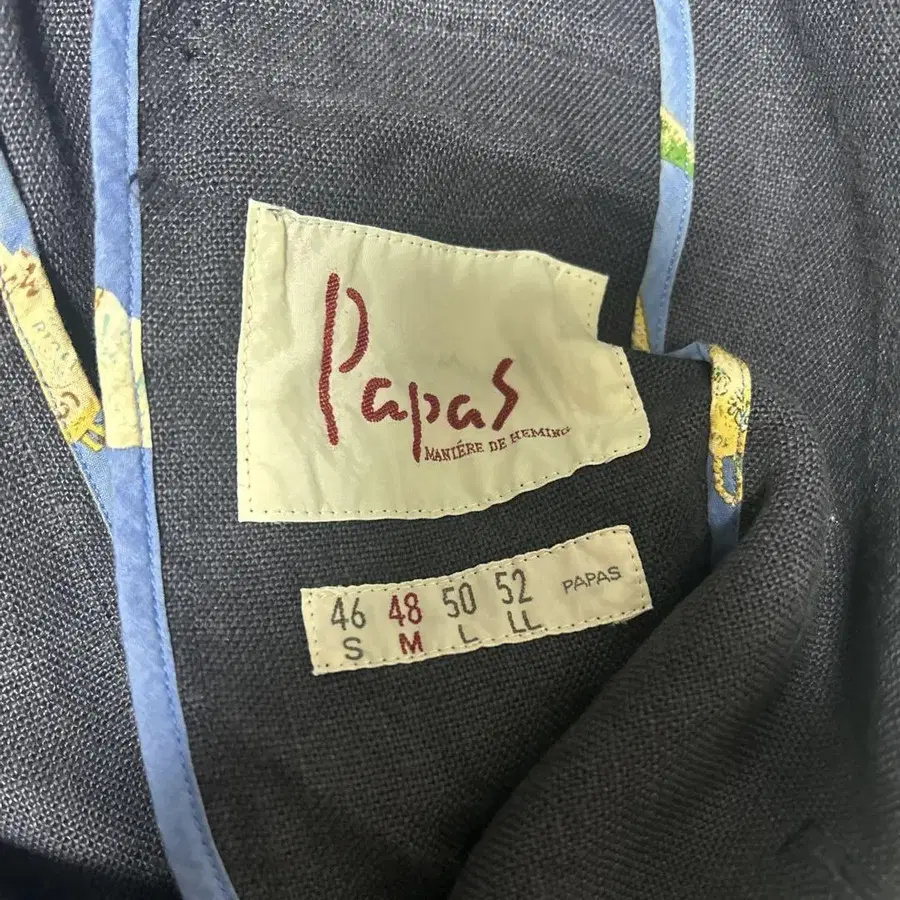 Papas
MANIÉRE DE HEMING
46 48 50 52 PAPAS
S M L LL